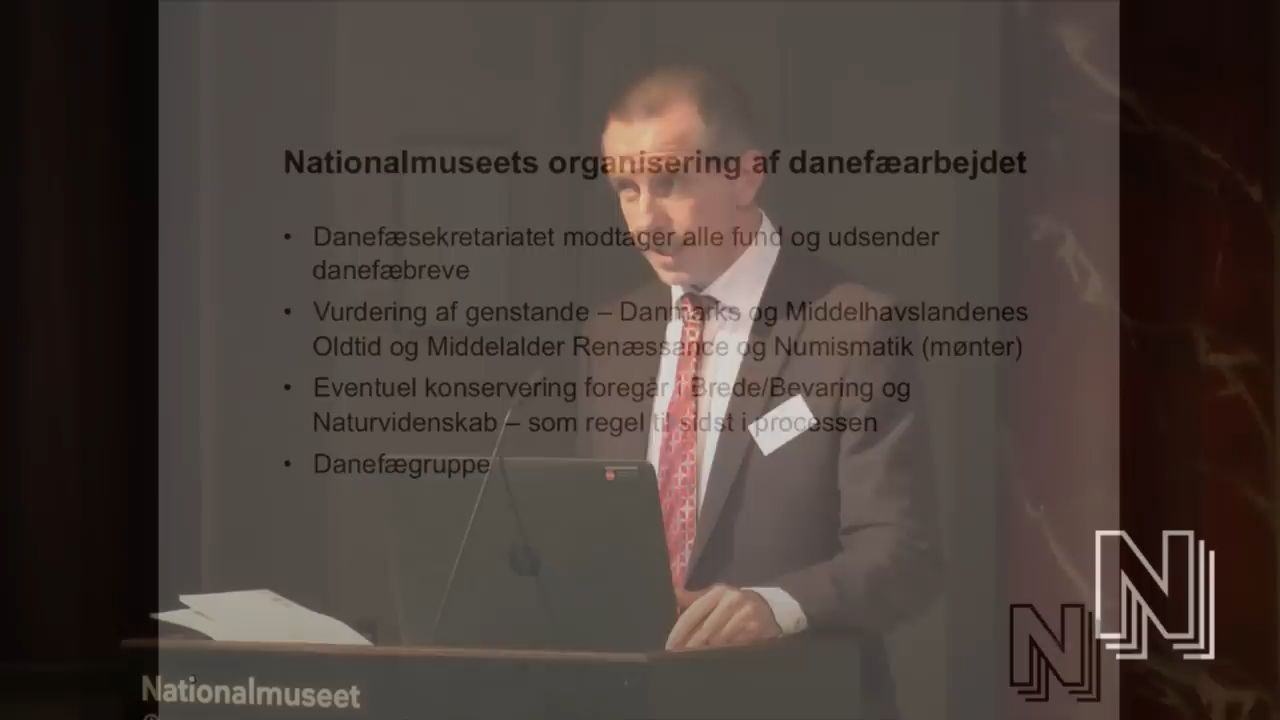 Nationalmuseets organisering af danefæarbejdet
• Danefæsekretariatet modtager alle fund og udsender
danefæbreve
• Vurdering af genstande – Danmarks og Middelhavslandenes
Oldtid og Middelalder Renæssance og Numismatik (mønter)
• Eventuel konservering foregår i Brede/Bevaring og
Naturvidenskab – som regel til sidst i processen
• Danefægruppe
N
N
Nationalmuseet